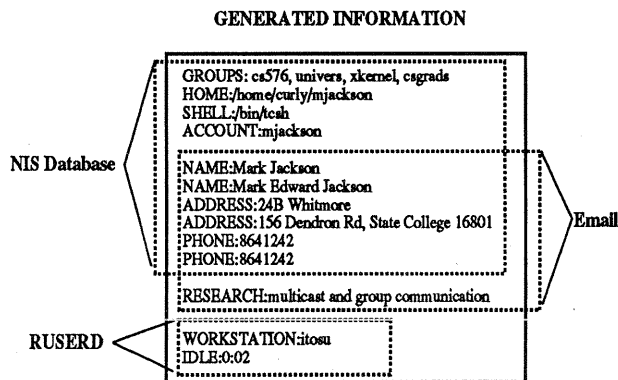 GENERATED INFORMATION
GROUPS: cs576, univers, xkernel, csgrads
HOME:/home/curly/mjackson
SHELL:/bin/tcsh
ACCOUNT:mjackson
NIS Database
NAME:Mark Jackson
NAME:Mark Edward Jackson
ADDRESS:24B Whitmore
ADDRESS:156 Dendron Rd, State College 16801
Email
PHONE:8641242
PHONE:8641242
RESEARCH:multicast and group communication
RUSERD
WORKSTATION:itosu
IDLE:0:02